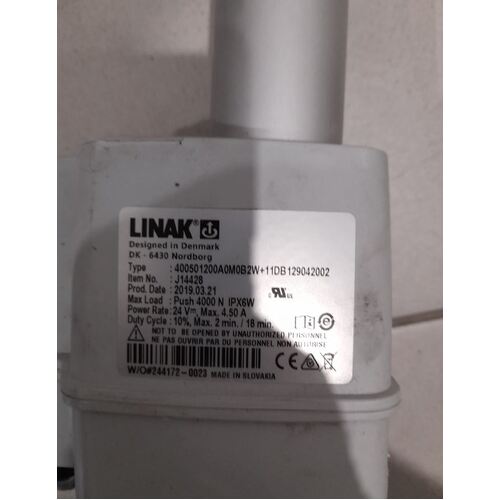 LINAK®
Designed in Denmark
DK - 6430 Nordborg
Type : 400501200A0M0B2W+11DB129042002
Item No. : J14428
Prod. Date : 2019.03.21
Max Load : Push 4000 N IPX6W
Power Rate: 24 V⎓, Max. 4.50 A
Duty Cycle : 10%, Max. 2 min. / 18 min.
NOT TO BE OPENED BY UNAUTHORIZED PERSONNEL
NE PAS OUVRIR PAR DU PERSONNEL NON AUTORISE
W/O#244172-0023 MADE IN SLOVAKIA